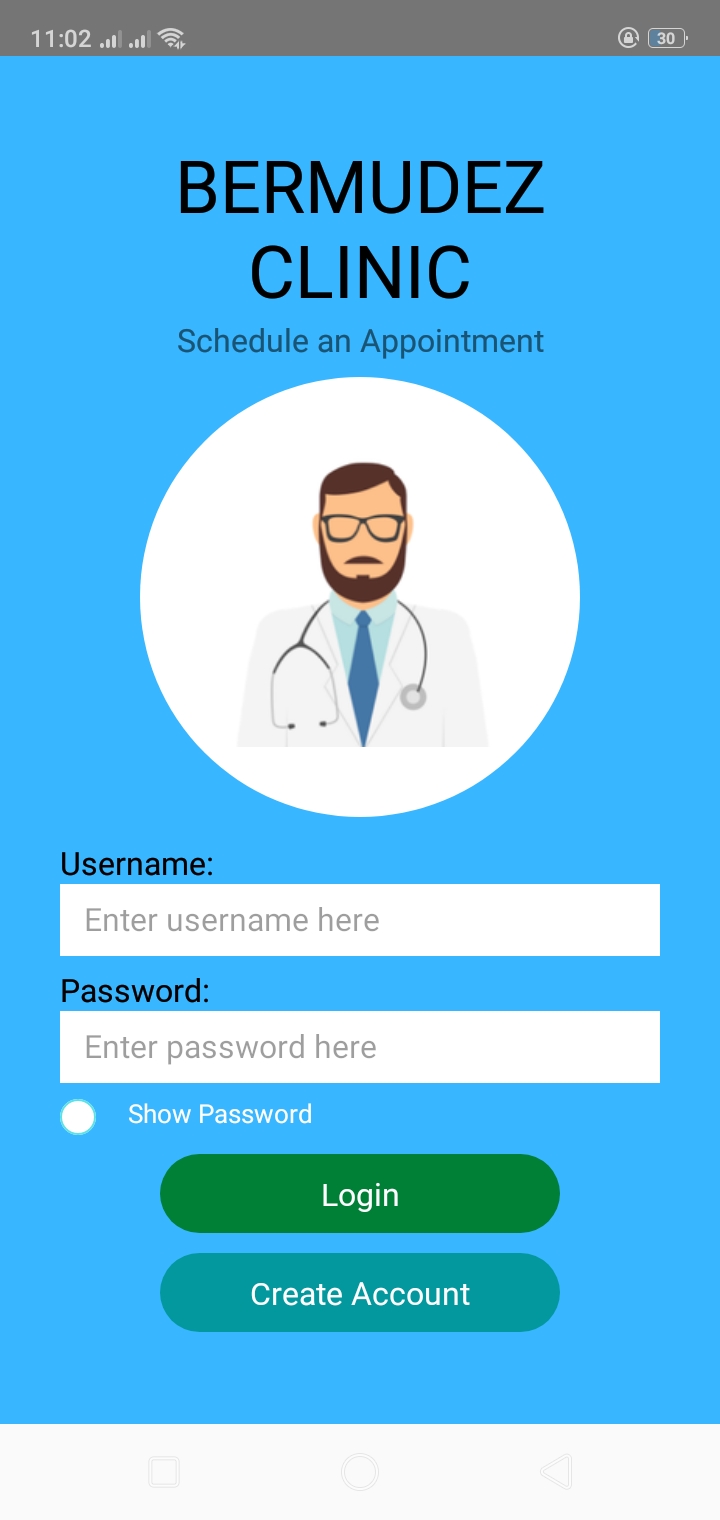 11:02
30
BERMUDEZ
CLINIC
Schedule an Appointment
Username:
Enter username here
Password:
Enter password here
Show Password
Login
Create Account